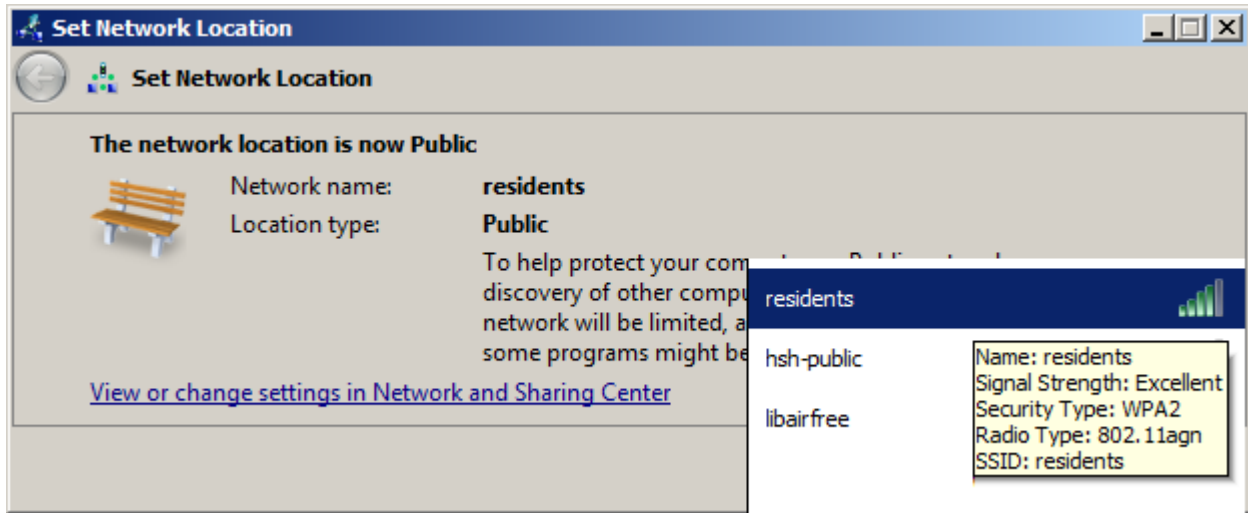 Set Network Location
Set Network Location
The network location is now Public
Network name: residents
Location type: Public
To help protect your
discovery of other
network will be limited,
some programs might be
View or change settings in Network and Sharing Center
residents
hsh-public
libairfree
Name: residents
Signal Strength: Excellent
Security Type: WPA2
Radio Type: 802.11agn
SSID: residents